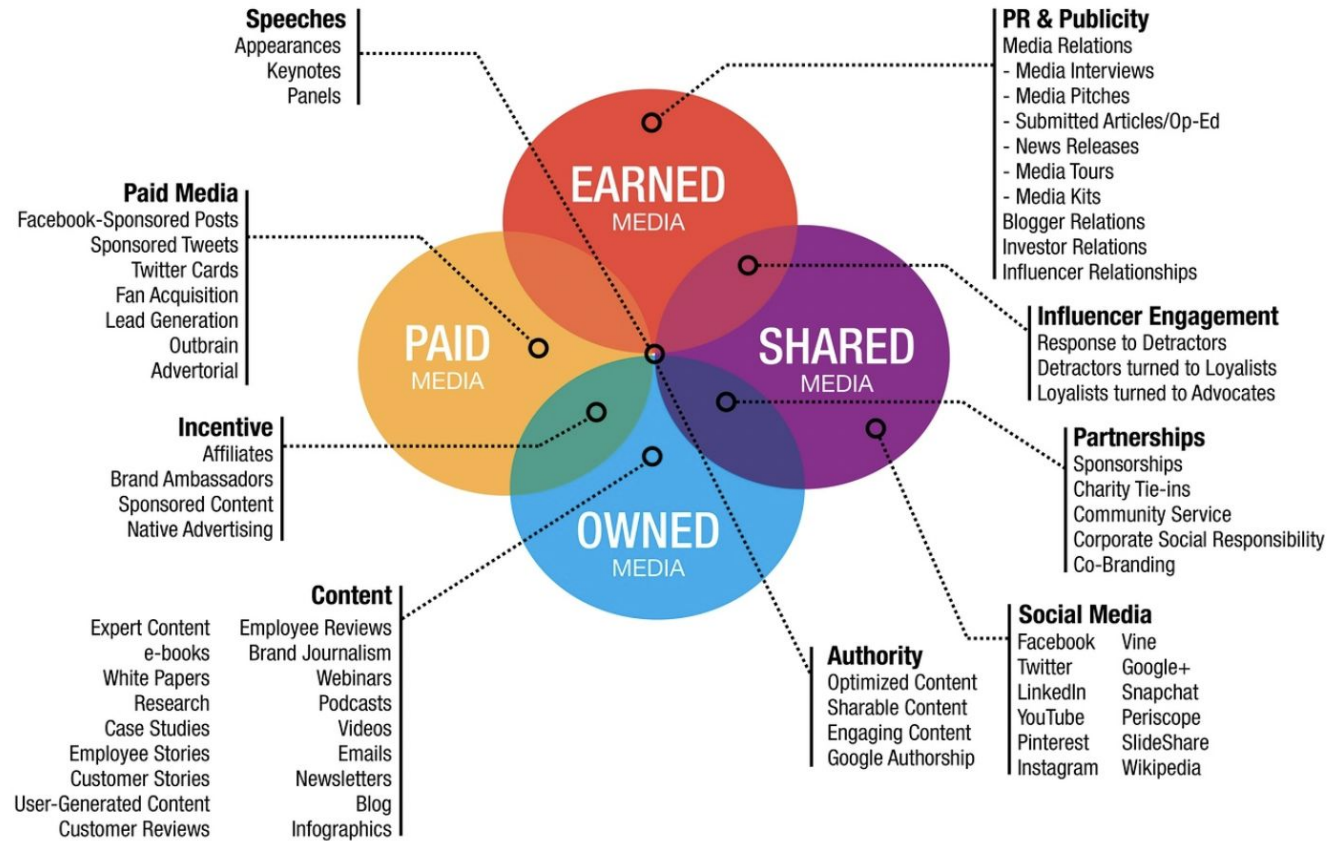 Speeches
Appearances
Keynotes
Panels
PR & Publicity
Media Relations
- Media Interviews
- Media Pitches
- Submitted Articles/Op-Ed
- News Releases
- Media Tours
- Media Kits
Blogger Relations
Investor Relations
Influencer Relationships
EARNED
MEDIA
Paid Media
Facebook-Sponsored Posts
Sponsored Tweets
Twitter Cards
Fan Acquisition
Lead Generation
Outbrain
Advertorial
PAID
MEDIA
SHARED
MEDIA
Influencer Engagement
Response to Detractors
Detractors turned to Loyalists
Loyalists turned to Advocates
Incentive
Affiliates
Brand Ambassadors
Sponsored Content
Native Advertising
Partnerships
Sponsorships
Charity Tie-ins
Community Service
Corporate Social Responsibility
Co-Branding
OWNED
MEDIA
Content
Expert Content
e-books
White Papers
Research
Case Studies
Employee Stories
Customer Stories
User-Generated Content
Customer Reviews
Employee Reviews
Brand Journalism
Webinars
Podcasts
Videos
Emails
Newsletters
Blog
Infographics
Authority
Optimized Content
Sharable Content
Engaging Content
Google Authorship
Social Media
Facebook
Twitter
LinkedIn
YouTube
Pinterest
Instagram
Vine
Google+
Snapchat
Periscope
SlideShare
Wikipedia